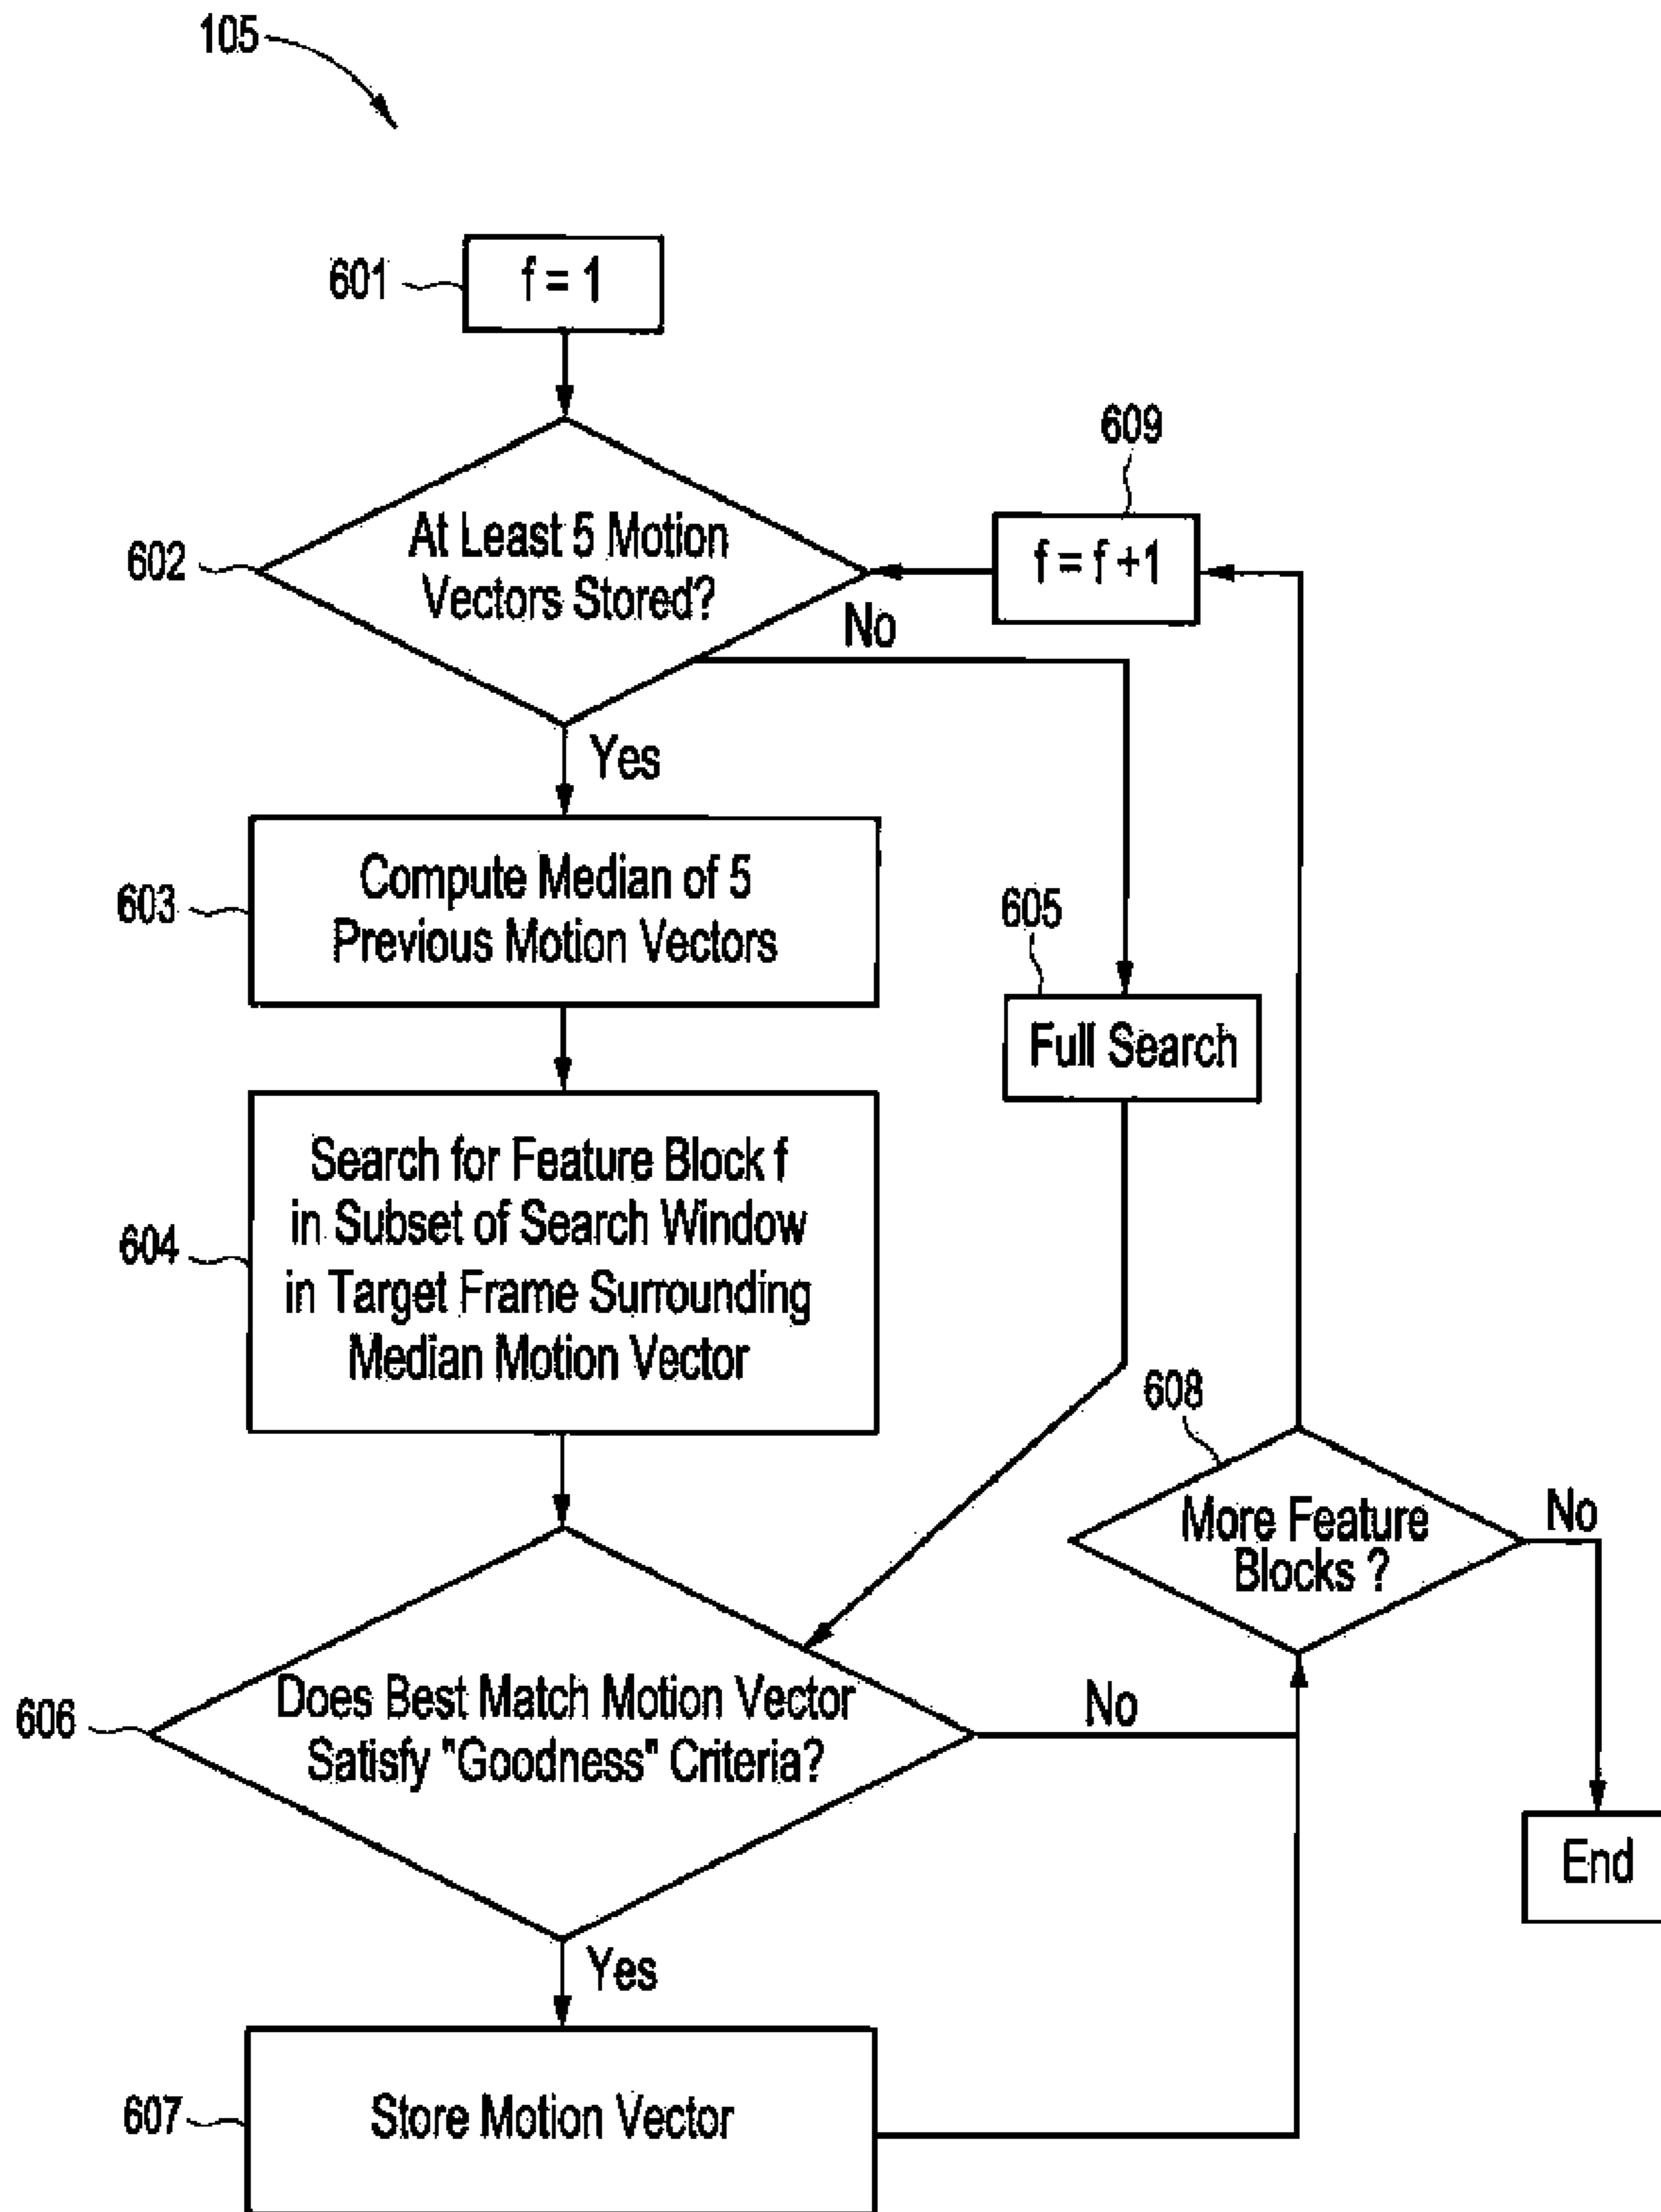 105
601
f = 1
609
602
At Least 5 Motion
Vectors Stored?
f = f +1
No
Yes
603
Compute Median of 5
Previous Motion Vectors
605
Full Search
604
Search for Feature Block f
in Subset of Search Window
in Target Frame Surrounding
Median Motion Vector
608
More Feature
Blocks ?
No
606
Does Best Match Motion Vector
Satisfy "Goodness" Criteria?
No
End
Yes
607
Store Motion Vector